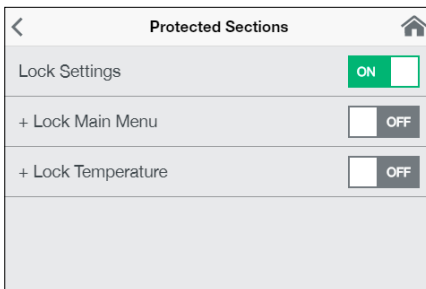 Protected Sections
Lock Settings ON
+ Lock Main Menu OFF
+ Lock Temperature OFF